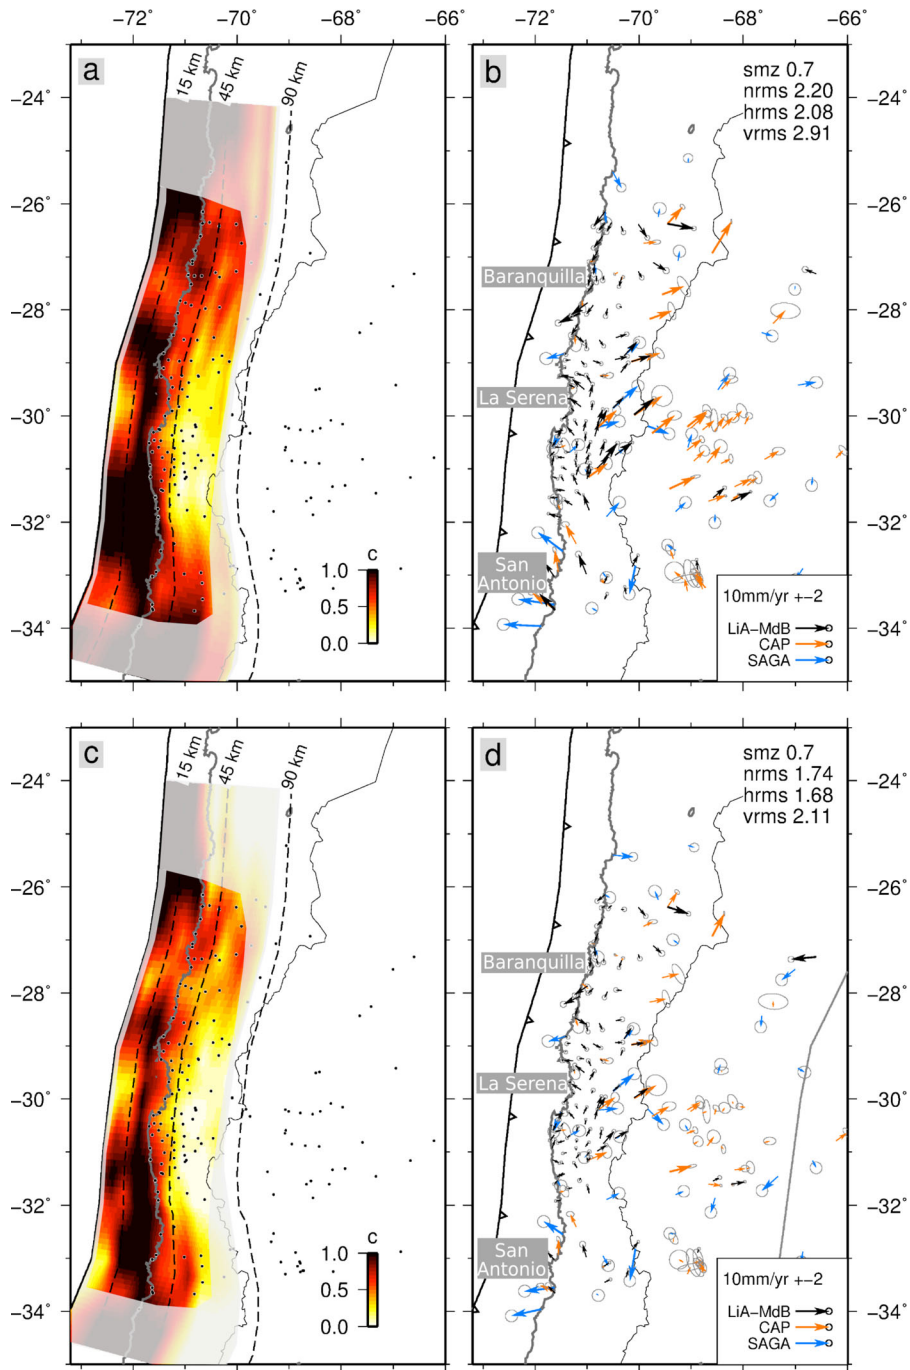 −72˚ −70˚ −68˚ −66˚ −72˚ −70˚ −68˚ −66˚
a
15 km
45 km
90 km
−24˚
−26˚
−28˚
−30˚
−32˚
−34˚
C
1.0
0.5
0.0
b
smz 0.7
nrms 2.20
hrms 2.08
vrms 2.91
−24˚
−26˚
−28˚
−30˚
−32˚
−34˚
Baranquilla
La Serena
San
Antonio
10mm/yr +−2
LiA−MdB
CAP
SAGA
c
15 km
45 km
90 km
−24˚
−26˚
−28˚
−30˚
−32˚
−34˚
C
1.0
0.5
0.0
d
smz 0.7
nrms 1.74
hrms 1.68
vrms 2.11
−24˚
−26˚
−28˚
−30˚
−32˚
−34˚
Baranquilla
La Serena
San
Antonio
10mm/yr +−2
LiA−MdB
CAP
SAGA